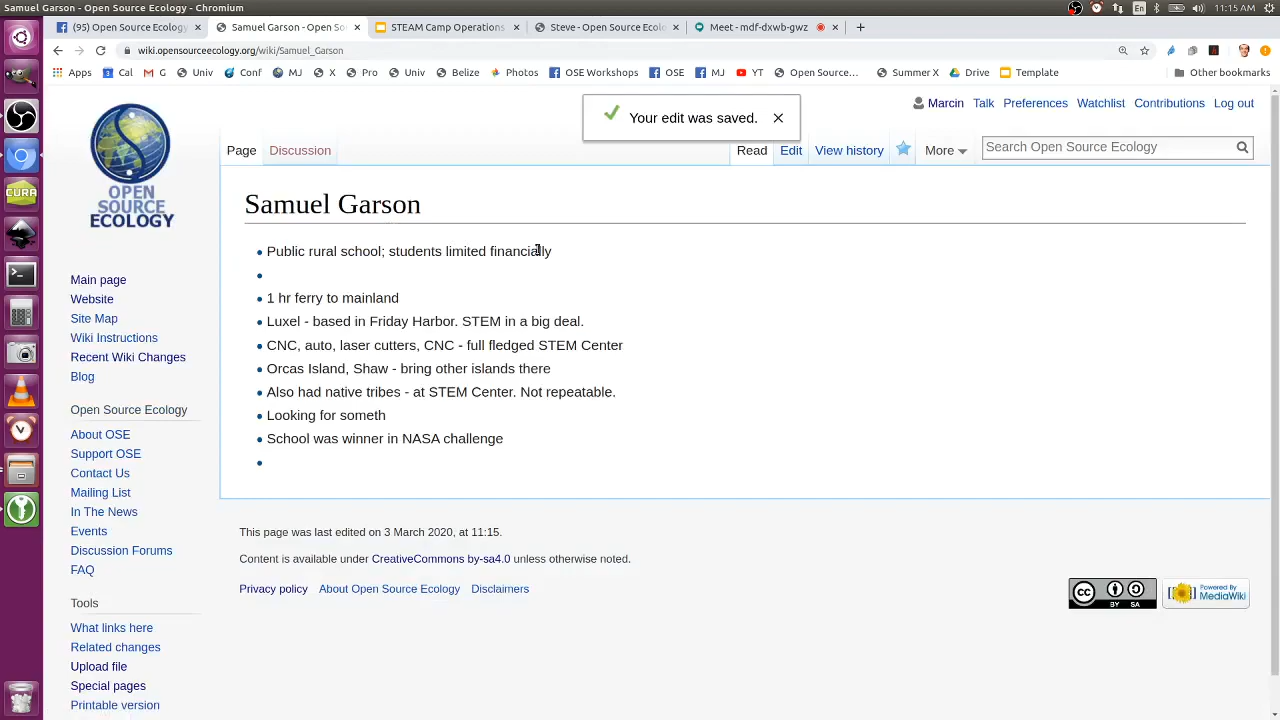 Samuel Garson - Open Source Ecology - Chromium
En
11:15 AM
(95) Open Source Ecology
Samuel Garson - Open So
STEAM Camp Operations
Steve - Open Source Ecolo
Meet - mdf-dxwb-gwz
wiki.opensourceecology.org/wiki/Samuel_Garson
Apps
Cal
G
Univ
Conf
MJ
X
Pro
Univ
Belize
Photos
OSE Workshops
OSE
MJ
YT
Open Source…
Summer X
Drive
Template
Other bookmarks
Your edit was saved.
Marcin
Talk
Preferences
Watchlist
Contributions
Log out
Page
Discussion
Read
Edit
View history
More
Search Open Source Ecology
CURA
OPEN
SOURCE
ECOLOGY
Main page
Website
Site Map
Wiki Instructions
Recent Wiki Changes
Blog
Open Source Ecology
About OSE
Support OSE
Contact Us
Mailing List
In The News
Events
Discussion Forums
FAQ
Tools
What links here
Related changes
Upload file
Special pages
Printable version
Samuel Garson
Public rural school; students limited financially
1 hr ferry to mainland
Luxel - based in Friday Harbor. STEM in a big deal.
CNC, auto, laser cutters, CNC - full fledged STEM Center
Orcas Island, Shaw - bring other islands there
Also had native tribes - at STEM Center. Not repeatable.
Looking for someth
School was winner in NASA challenge
This page was last edited on 3 March 2020, at 11:15.
Content is available under CreativeCommons by-sa4.0 unless otherwise noted.
Privacy policy
About Open Source Ecology
Disclaimers
CC
BY SA
Powered By
MediaWiki